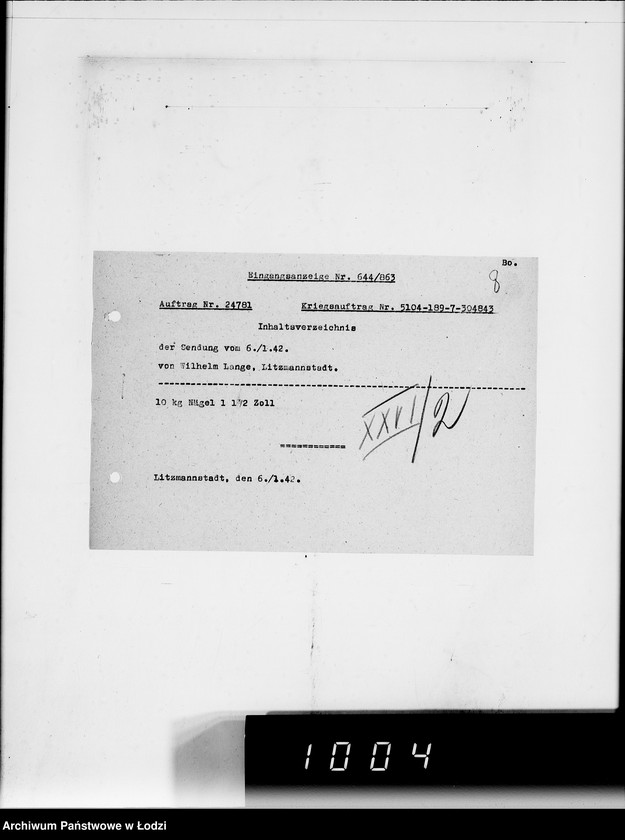 Bo.
8
Eingangsanzeige Nr. 644/863
Auftrag Nr. 24781 Kriegsauftrag Nr. 5104-189-7-304843
Inhaltsverzeichnis
der Sendung vom 6./1.42.
von Wilhelm Lange, Litzmannstadt.
10 kg Nägel 1 1/2 Zoll
XXVI/2
Litzmannstadt, den 6./1.42.
1004
Archiwum Państwowe w Łodzi